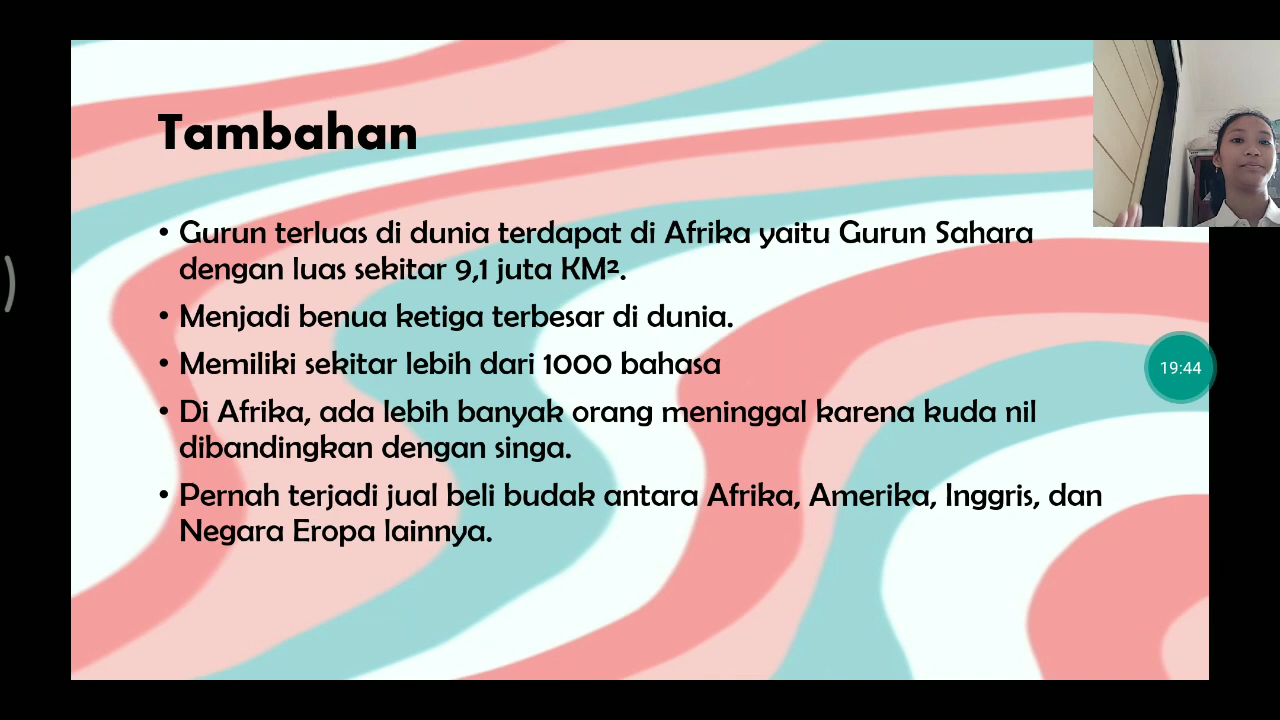 Tambahan
• Gurun terluas di dunia terdapat di Afrika yaitu Gurun Sahara
dengan luas sekitar 9,1 juta KM².
• Menjadi benua ketiga terbesar di dunia.
• Memiliki sekitar lebih dari 1000 bahasa
• Di Afrika, ada lebih banyak orang meninggal karena kuda nil
dibandingkan dengan singa.
• Pernah terjadi jual beli budak antara Afrika, Amerika, Inggris, dan
Negara Eropa lainnya.
19:44